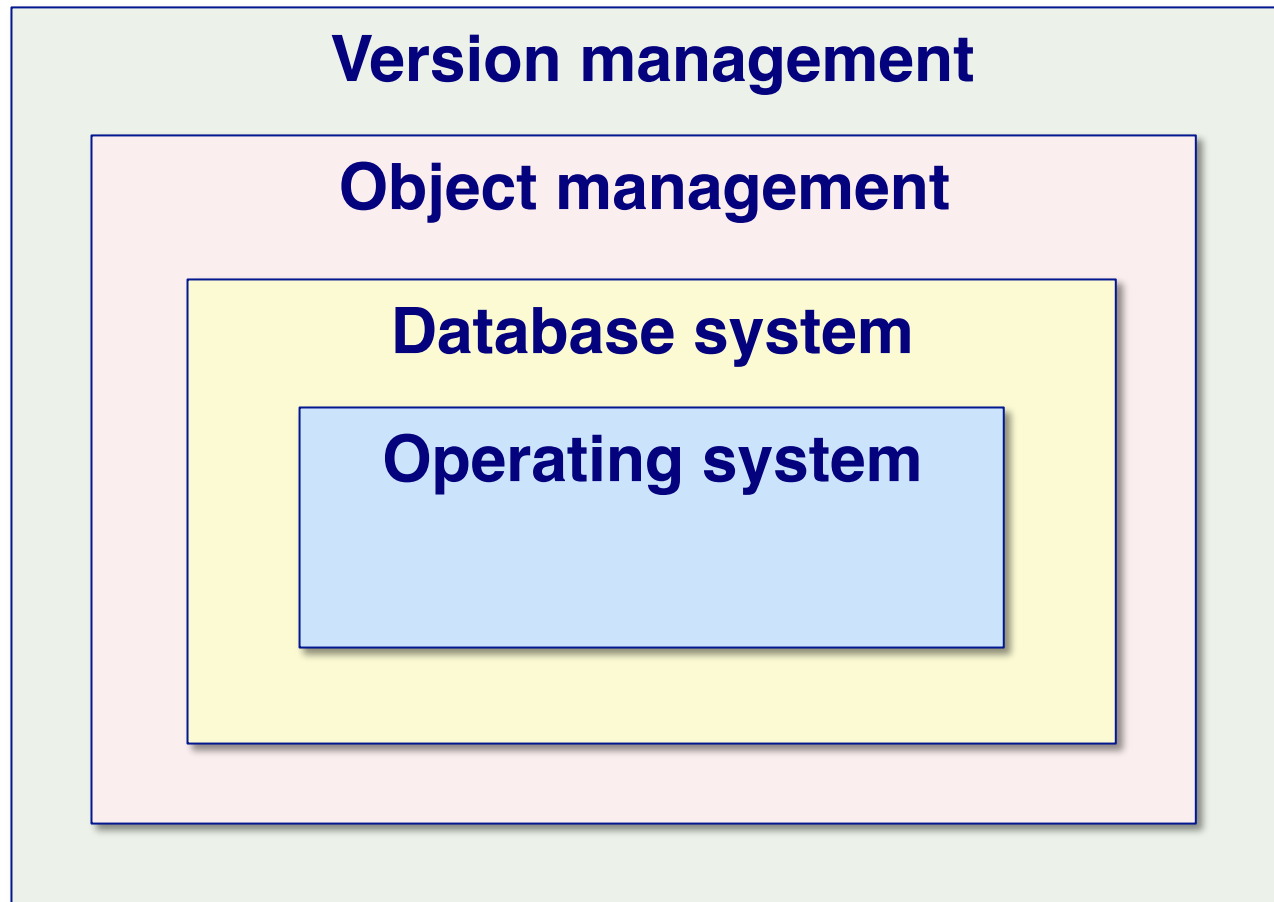 Version management
Object management
Database system
Operating system